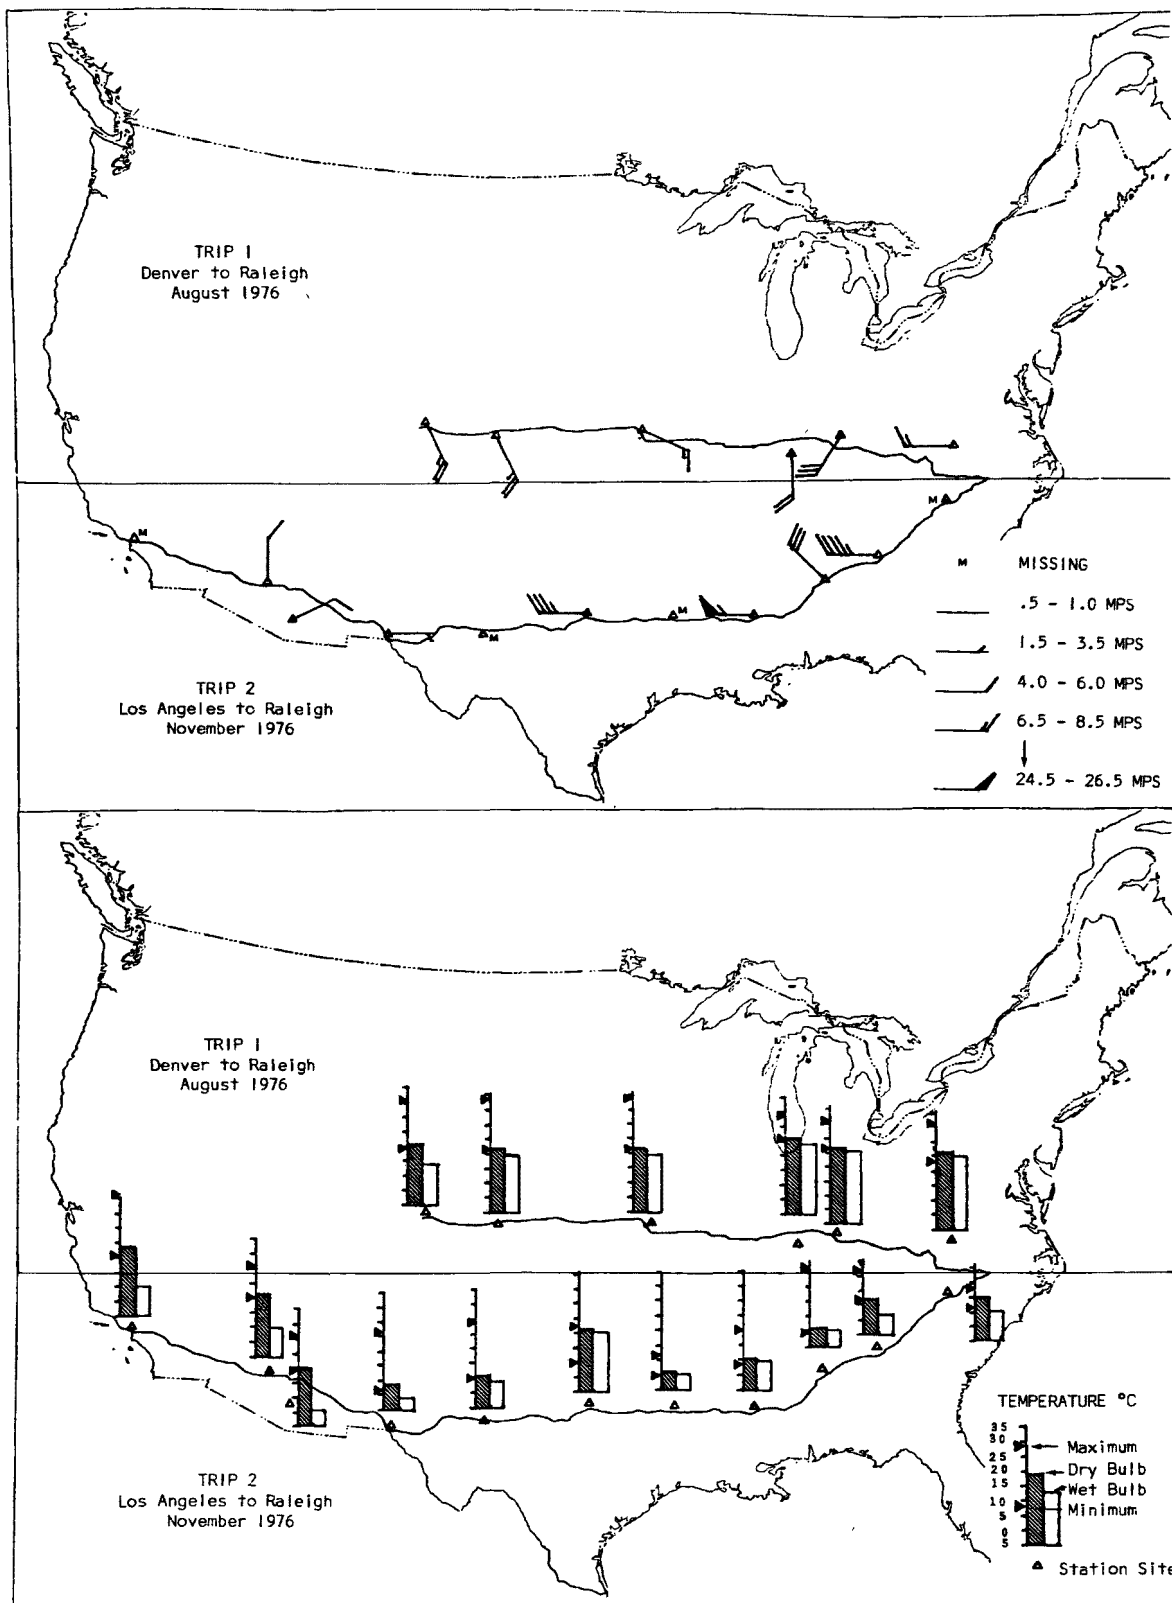 TRIP 1
Denver to Raleigh
August 1976
M
M
M
M
TRIP 2
Los Angeles to Raleigh
November 1976
M MISSING
.5 - 1.0 MPS
1.5 - 3.5 MPS
4.0 - 6.0 MPS
6.5 - 8.5 MPS
24.5 - 26.5 MPS
TRIP 1
Denver to Raleigh
August 1976
TRIP 2
Los Angeles to Raleigh
November 1976
TEMPERATURE °C
35
30
25
20
15
10
5
0
5
Maximum
Dry Bulb
Wet Bulb
Minimum
Station Site